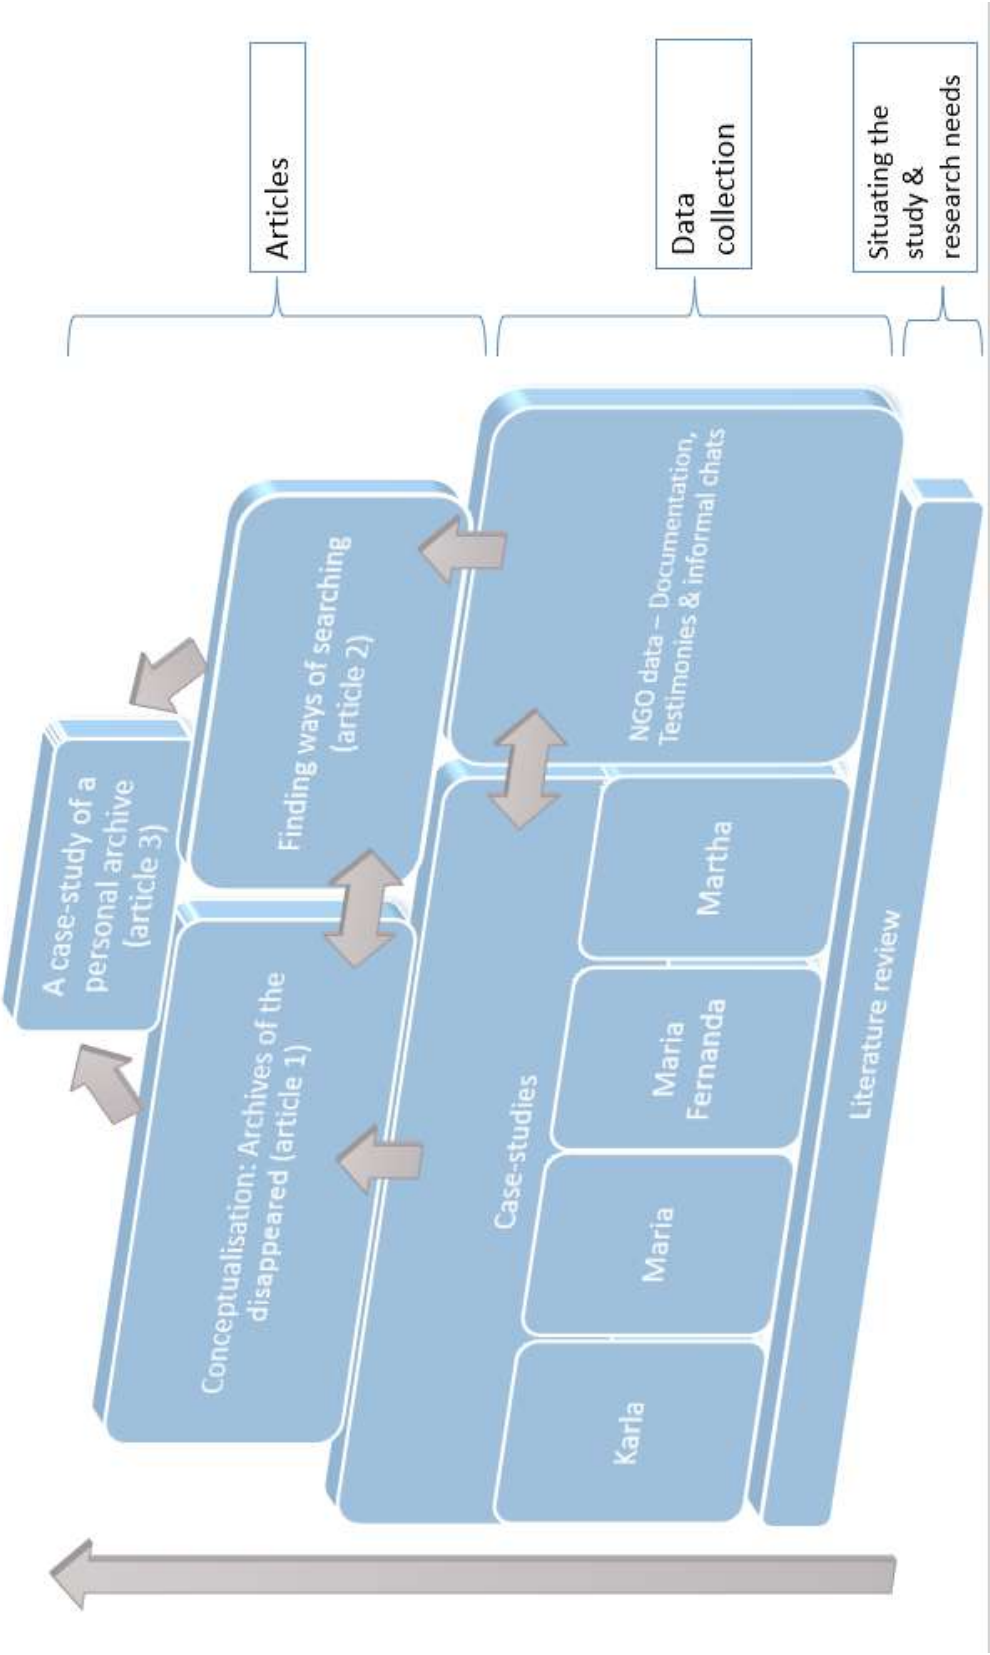 A case-study of a
personal archive
(article 3)
Conceptualisation: Archives of the
disappeared (article 1)
Finding ways of searching
(article 2)
Articles
Case-studies
Karla
Maria
Maria
Fernanda
Martha
NGO data – Documentation,
Testimonies & informal chats
Data
collection
Literature review
Situating the
study &
research needs